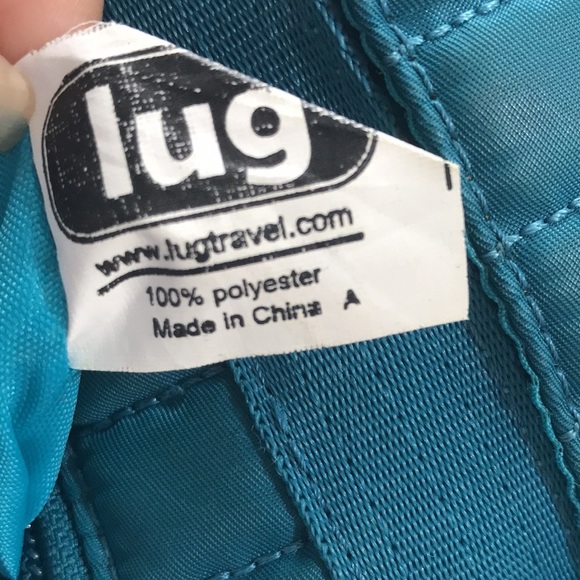 lug
www.lugtravel.com
100% polyester
Made in China A